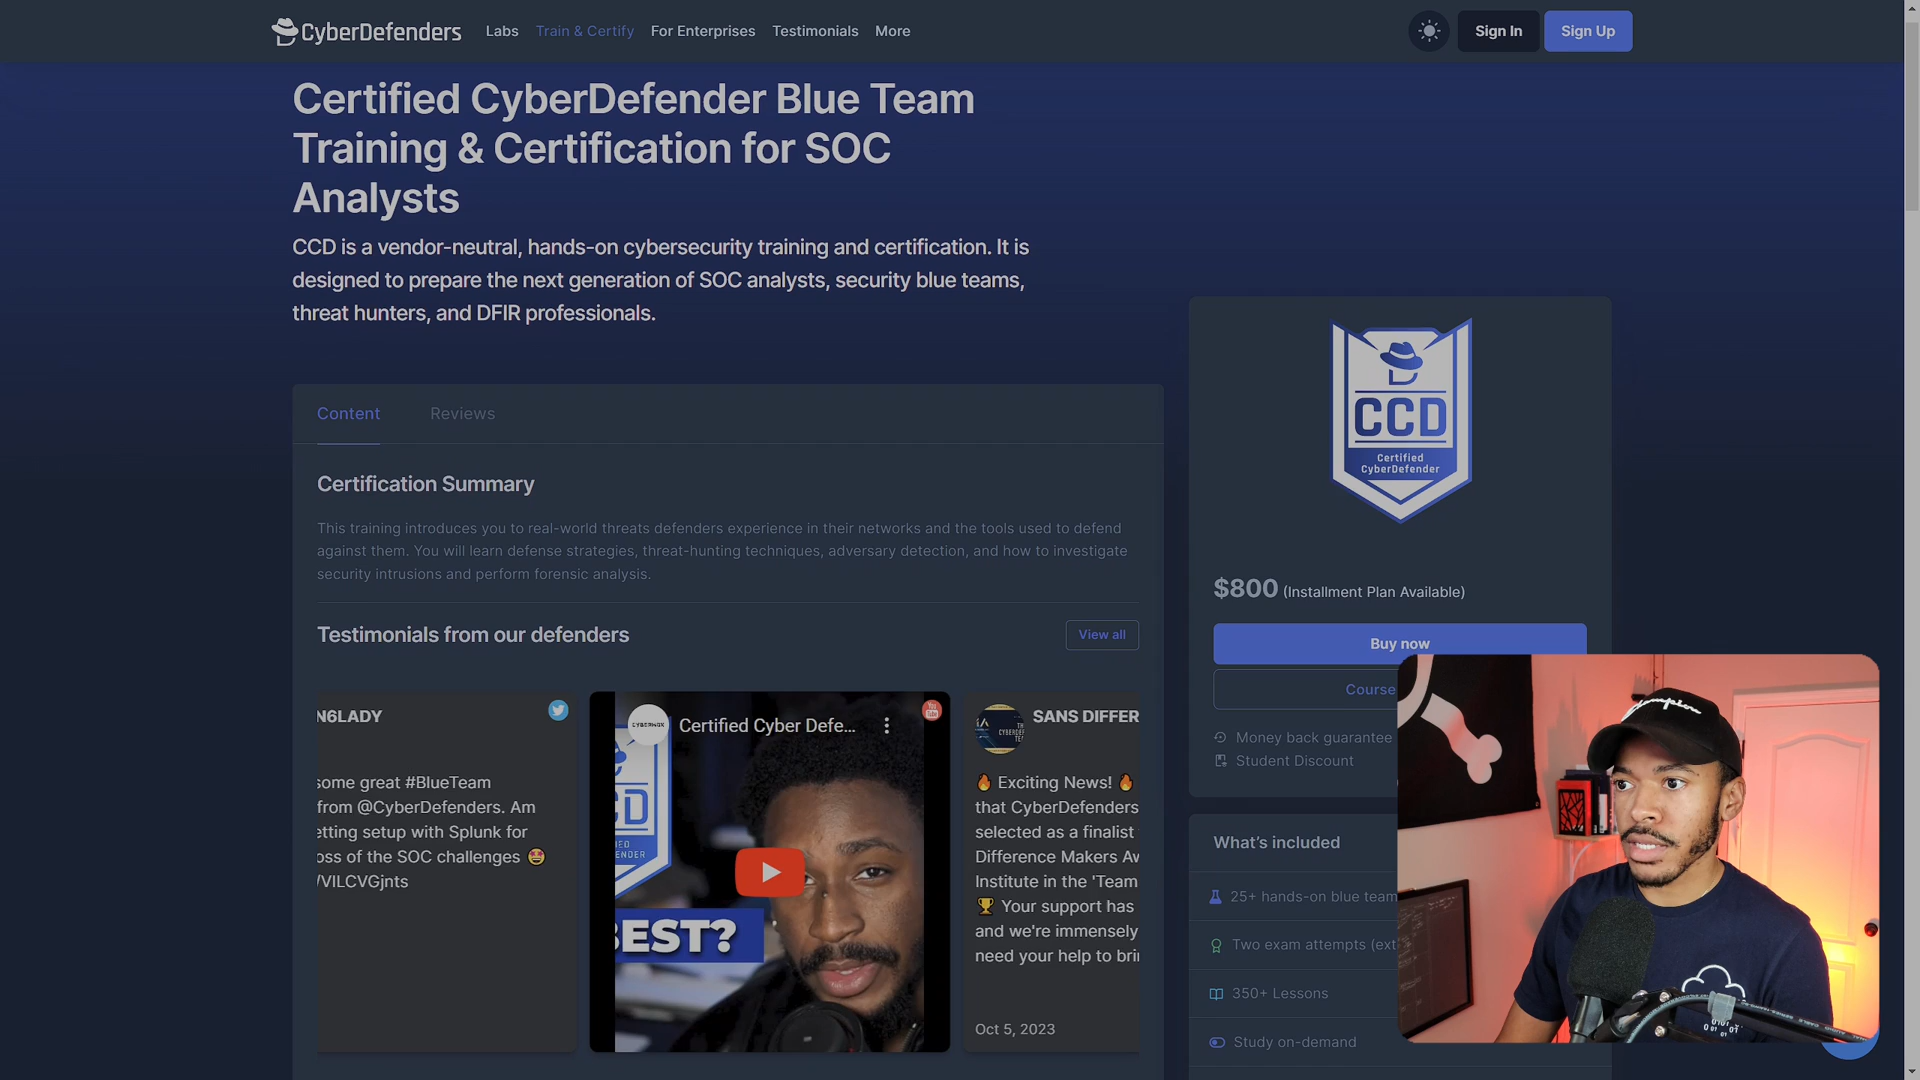 CyberDefenders
Labs
Train & Certify
For Enterprises
Testimonials
More
Sign In
Sign Up
Certified CyberDefender Blue Team
Training & Certification for SOC
Analysts
CCD is a vendor-neutral, hands-on cybersecurity training and certification. It is
designed to prepare the next generation of SOC analysts, security blue teams,
threat hunters, and DFIR professionals.
Content
Reviews
Certification Summary
This training introduces you to real-world threats defenders experience in their networks and the tools used to defend
against them. You will learn defense strategies, threat-hunting techniques, adversary detection, and how to investigate
security intrusions and perform forensic analysis.
Testimonials from our defenders
View all
N6LADY
some great #BlueTeam
from @CyberDefenders. Am
etting setup with Splunk for
oss of the SOC challenges 🤩
/VILCVGjnts
CYBERNOX
Certified Cyber Defe...
CD
ENDER
BEST?
SANS DIFFER
🔥 Exciting News! 🔥
that CyberDefenders
selected as a finalist
Difference Makers Aw
Institute in the 'Team
🏆 Your support has
and we're immensely
need your help to brin
Oct 5, 2023
CCD
Certified
CyberDefender
$800 (Installment Plan Available)
Buy now
Course
Money back guarantee
Student Discount
What's included
25+ hands-on blue team
Two exam attempts (ext
350+ Lessons
Study on-demand
Champion